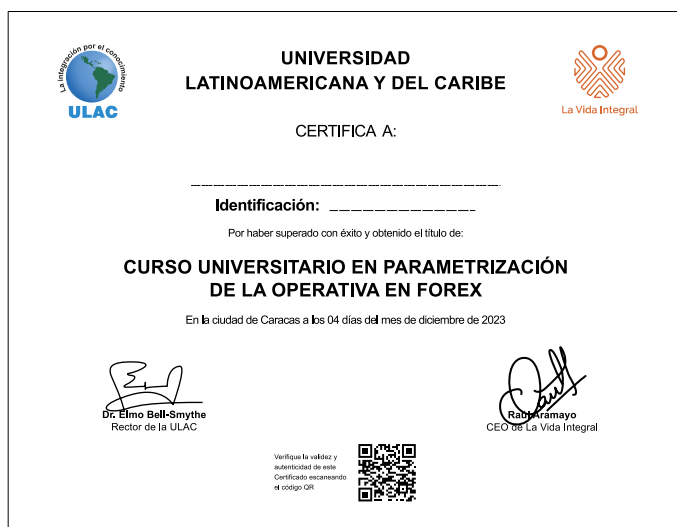 La integración por el conocimiento
ULAC
UNIVERSIDAD
LATINOAMERICANA Y DEL CARIBE
La Vida Integral
CERTIFICA A:
Identificación:
Por haber superado con éxito y obtenido el título de:
CURSO UNIVERSITARIO EN PARAMETRIZACIÓN
DE LA OPERATIVA EN FOREX
En la ciudad de Caracas a los 04 días del mes de diciembre de 2023
Dr. Elmo Bell-Smythe
Rector de la ULAC
Raúl Aramayo
CEO de La Vida Integral
Verifique la validez y
autenticidad de este
Certificado escaneando
el código QR